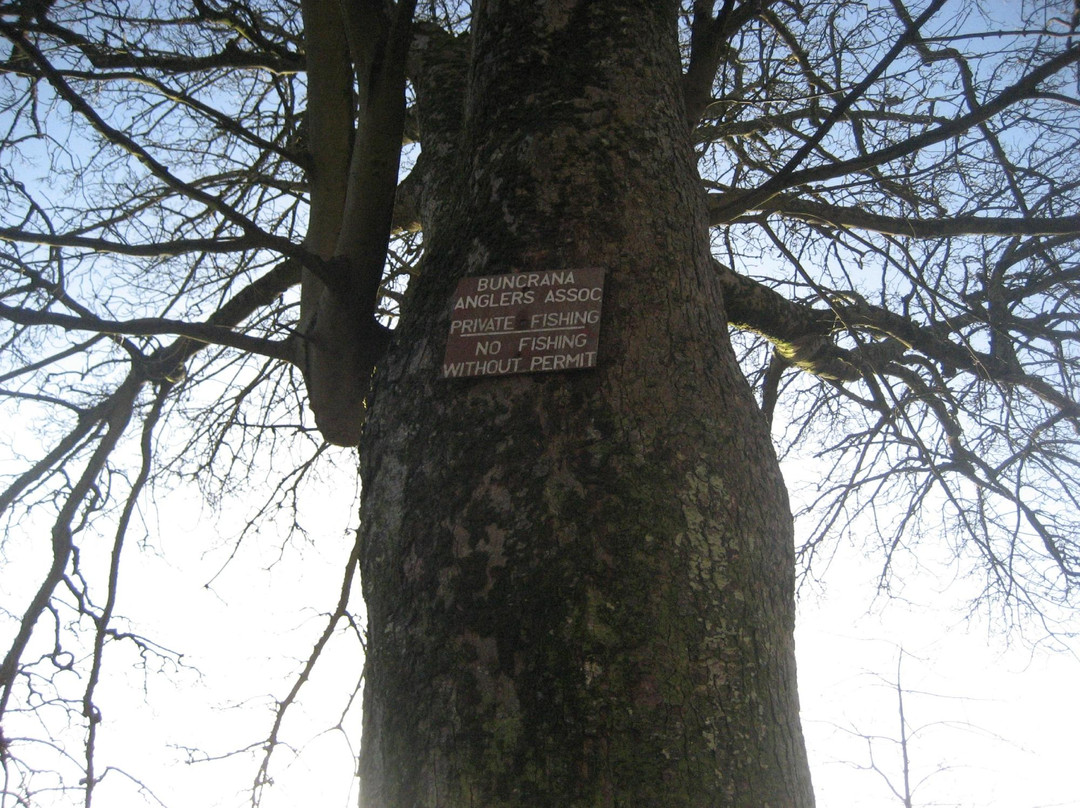 BUNCRANA
ANGLERS ASSOC
PRIVATE FISHING
NO FISHING
WITHOUT PERMIT